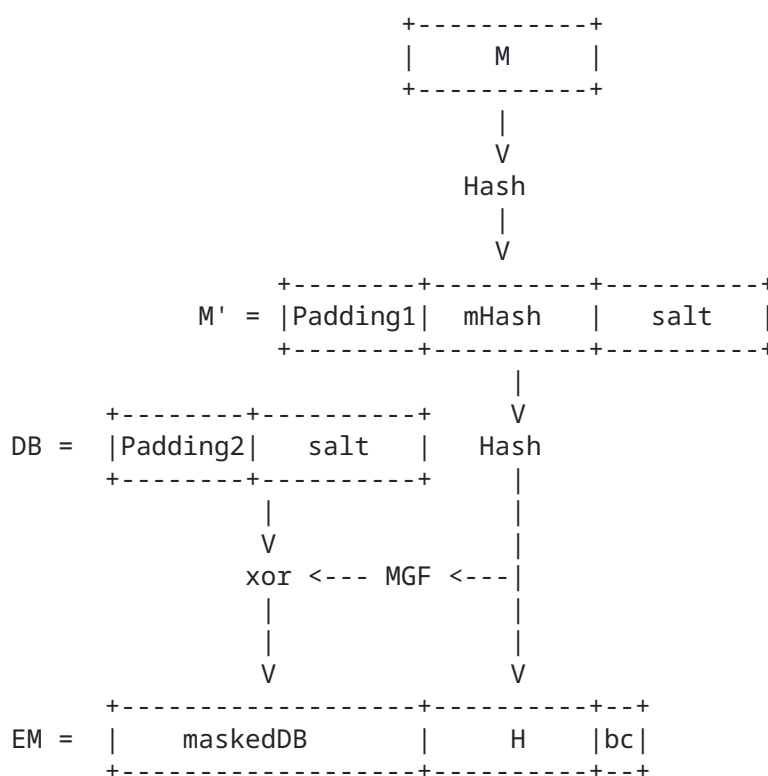 +-----------+
|     M     |
+-----------+
|
V
Hash
|
V
+--------+----------+----------+
M' = |Padding1|  mHash   |   salt   |
+--------+----------+----------+
|
+--------+----------+     V
DB =  |Padding2|   salt   |   Hash
+--------+----------+     |
|               |
V               |
xor <--- MGF <---|
|               |
|               |
V               V
+-------------------+----------+--+
EM =  |    maskedDB       |     H    |bc|
+-------------------+----------+--+